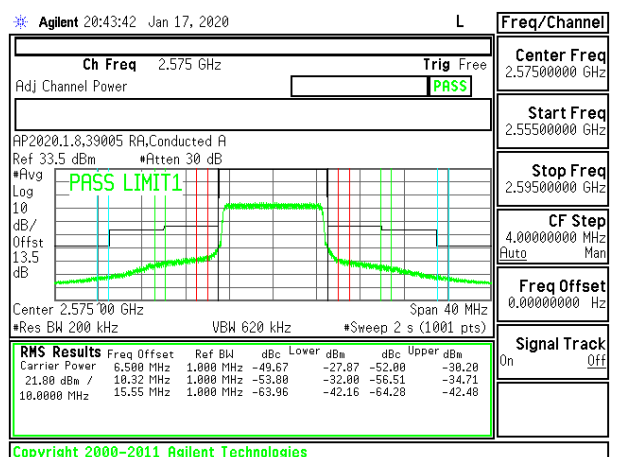 Agilent 20:43:42 Jan 17, 2020 L
Freq/Channel
Ch Freq 2.575 GHz Trig Free
Adj Channel Power PASS
Center Freq
2.57500000 GHz
Start Freq
2.55500000 GHz
Stop Freq
2.59500000 GHz
CF Step
4.00000000 MHz
Auto Man
Freq Offset
0.00000000 Hz
Signal Track
On Off
AP2020.1.8,39005 RA,Conducted A
Ref 33.5 dBm #Atten 30 dB
#Avg
Log
10
dB/
Offst
13.5
dB
PASS LIMIT1
Center 2.575 00 GHz Span 40 MHz
#Res BW 200 kHz VBW 620 kHz #Sweep 2 s (1001 pts)
RMS Results Freq Offset Ref BW dBc Lower dBm dBc Upper dBm
Carrier Power 6.500 MHz 1.000 MHz -49.67 -27.87 -52.00 -30.20
21.80 dBm / 10.32 MHz 1.000 MHz -53.80 -32.00 -56.51 -34.71
10.0000 MHz 15.55 MHz 1.000 MHz -63.96 -42.16 -64.28 -42.48
Copyright 2000-2011 Agilent Technologies